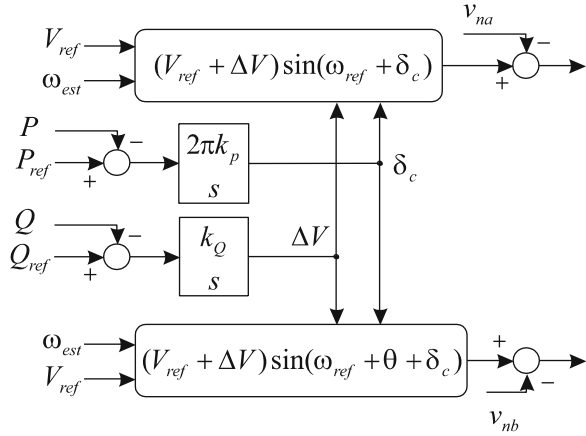 V_ref
v_na
ω_est
(V_ref + ΔV) sin(ω_ref + δ_c)
−
+
P
−
P_ref
+
2πk_p
s
δ_c
Q
−
Q_ref
+
k_Q
s
ΔV
ω_est
V_ref
(V_ref + ΔV) sin(ω_ref + θ + δ_c)
+
−
v_nb